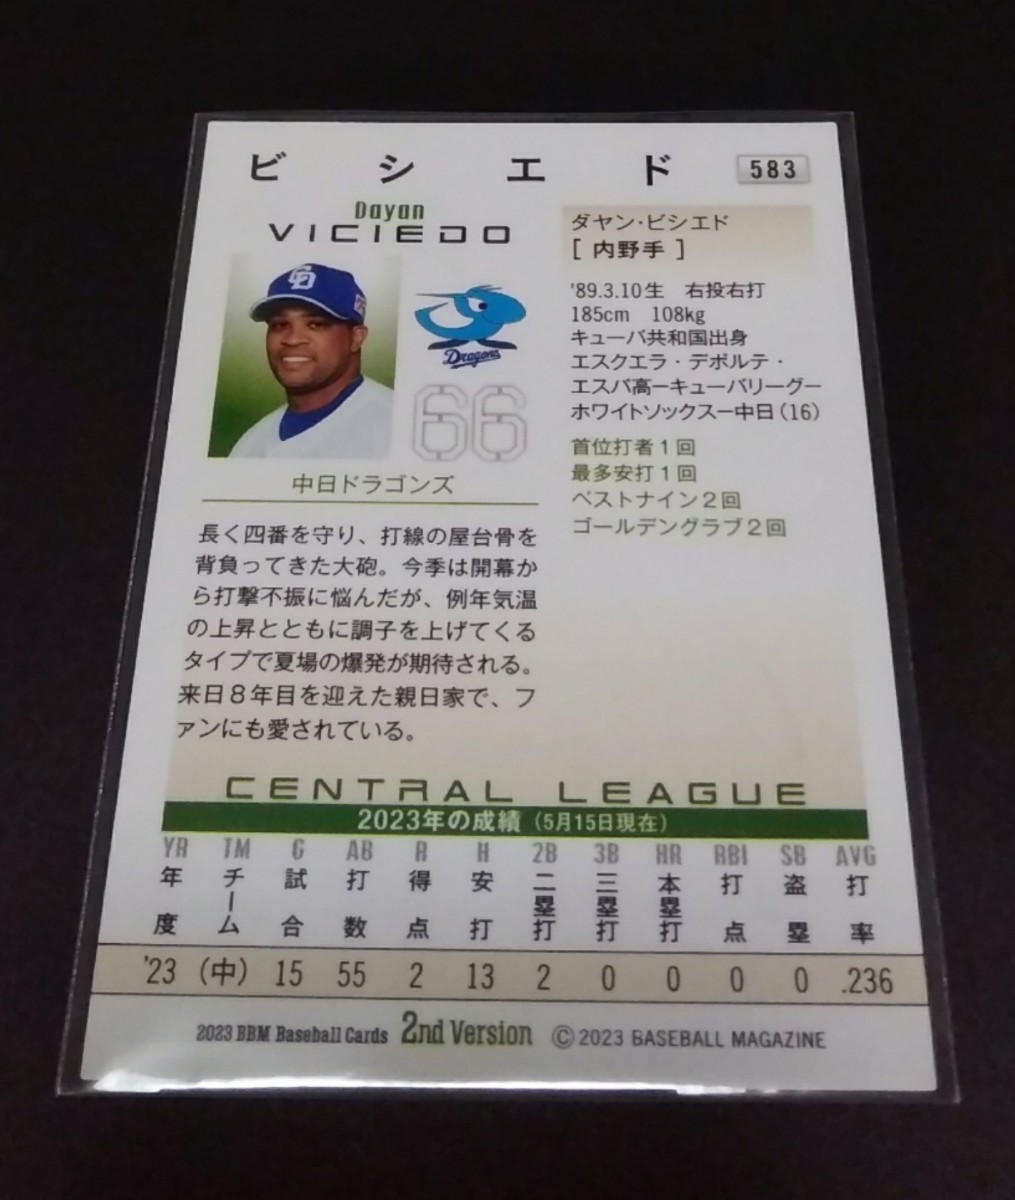 ビシエド
583
Dayan
VICIEDO
CD
Dragons
66
中日ドラゴンズ
ダヤン・ビシエド
[ 内野手 ]
'89.3.10生　右投右打
185cm　108kg
キューバ共和国出身
エスクエラ・デポルテ・
エスパ高ーキューバリーグー
ホワイトソックスー中日(16)
首位打者1回
最多安打1回
ベストナイン2回
ゴールデングラブ2回
長く四番を守り、打線の屋台骨を
背負ってきた大砲。今季は開幕か
ら打撃不振に悩んだが、例年気温
の上昇とともに調子を上げてくる
タイプで夏場の爆発が期待される。
来日8年目を迎えた親日家で、フ
ァンにも愛されている。
CENTRAL LEAGUE
2023年の成績（5月15日現在）
YR TM G AB R H 2B 3B HR RBI SB AVG
年度 チーム 試合 打数 得点 安打 二塁打 三塁打 本塁打 打点 盗塁 打率
'23 （中） 15 55 2 13 2 0 0 0 0 .236
2023 BBM Baseball Cards 2nd Version ©2023 BASEBALL MAGAZINE